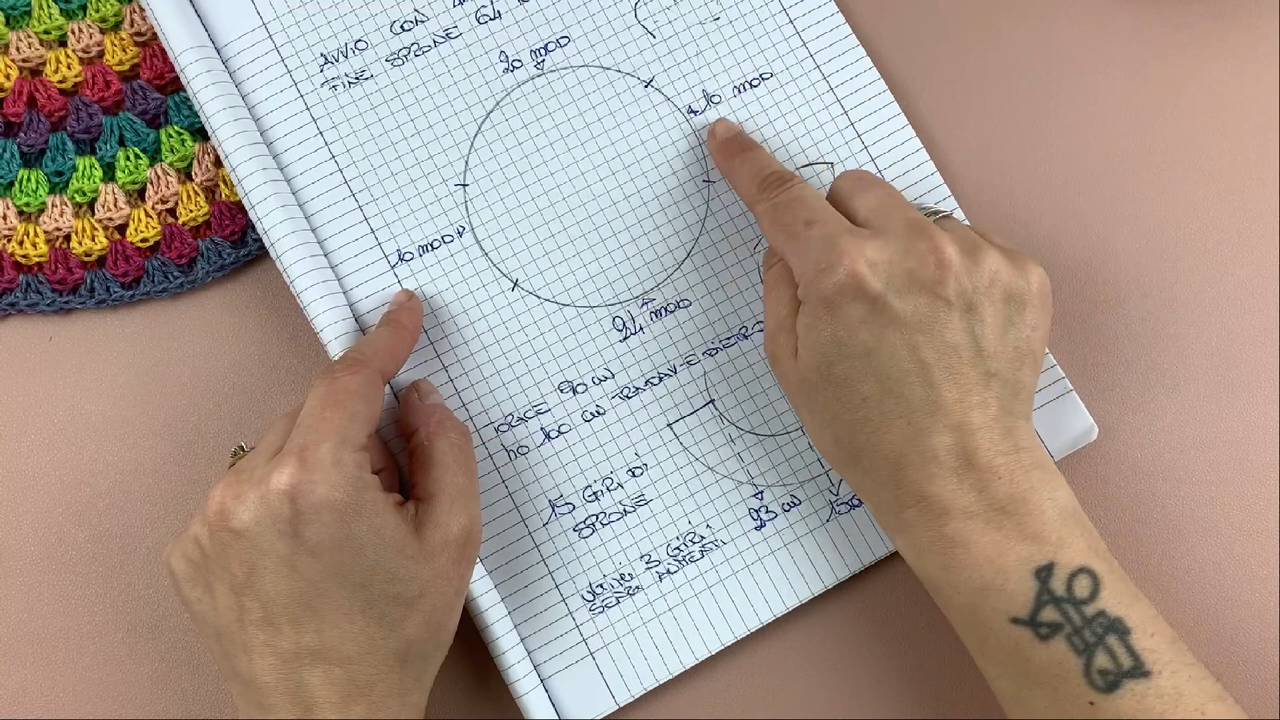 AVVIO CON
FINE SPRONE 64
20 MOD
10 MOD
10 MOD
24 MOD
TORACE 90 CM
HO 100 CM TRA DAV. E DIETRO
15 GIRI DI
SPRONE
23 CM
ULTIMI 3 GIRI
SENZA AUMENTI